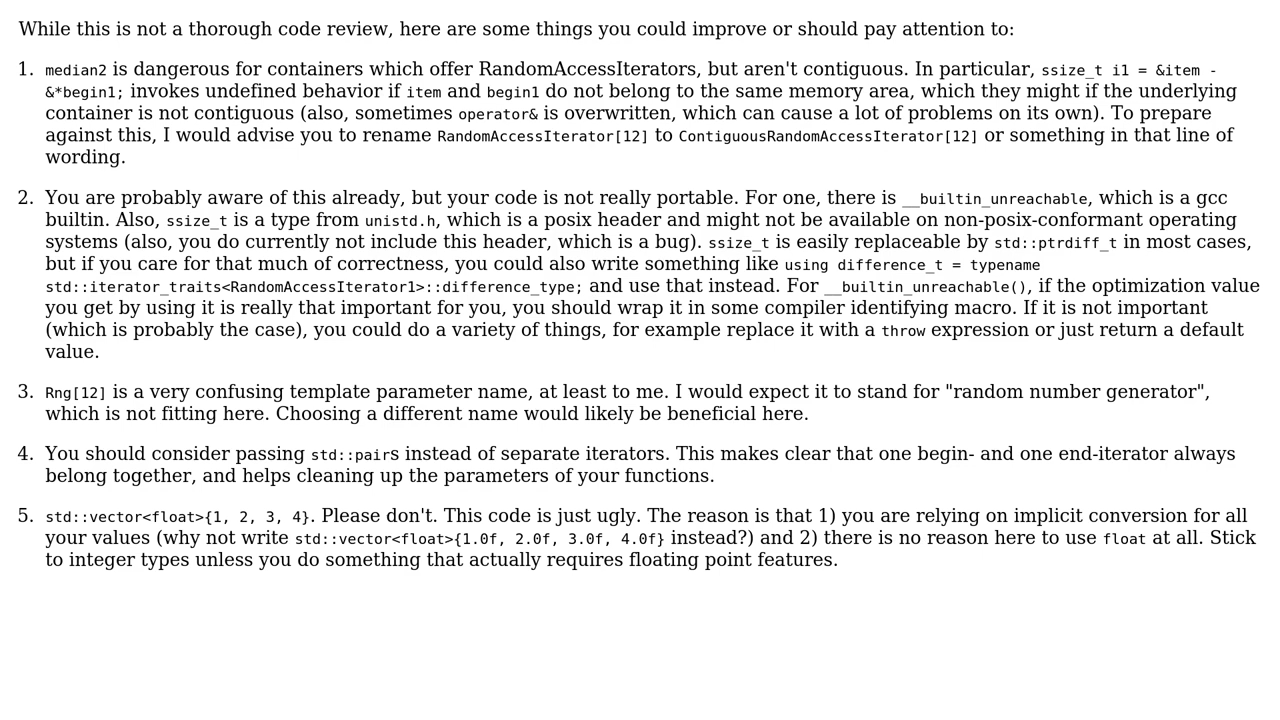 While this is not a thorough code review, here are some things you could improve or should pay attention to:
1. median2 is dangerous for containers which offer RandomAccessIterators, but aren't contiguous. In particular, ssize_t i1 = &item -
&*begin1; invokes undefined behavior if item and begin1 do not belong to the same memory area, which they might if the underlying
container is not contiguous (also, sometimes operator& is overwritten, which can cause a lot of problems on its own). To prepare
against this, I would advise you to rename RandomAccessIterator[12] to ContiguousRandomAccessIterator[12] or something in that line of
wording.
2. You are probably aware of this already, but your code is not really portable. For one, there is __builtin_unreachable, which is a gcc
builtin. Also, ssize_t is a type from unistd.h, which is a posix header and might not be available on non-posix-conformant operating
systems (also, you do currently not include this header, which is a bug). ssize_t is easily replaceable by std::ptrdiff_t in most cases,
but if you care for that much of correctness, you could also write something like using difference_t = typename
std::iterator_traits<RandomAccessIterator1>::difference_type; and use that instead. For __builtin_unreachable(), if the optimization value
you get by using it is really that important for you, you should wrap it in some compiler identifying macro. If it is not important
(which is probably the case), you could do a variety of things, for example replace it with a throw expression or just return a default
value.
3. Rng[12] is a very confusing template parameter name, at least to me. I would expect it to stand for "random number generator",
which is not fitting here. Choosing a different name would likely be beneficial here.
4. You should consider passing std::pairs instead of separate iterators. This makes clear that one begin- and one end-iterator always
belong together, and helps cleaning up the parameters of your functions.
5. std::vector<float>{1, 2, 3, 4}. Please don't. This code is just ugly. The reason is that 1) you are relying on implicit conversion for all
your values (why not write std::vector<float>{1.0f, 2.0f, 3.0f, 4.0f} instead?) and 2) there is no reason here to use float at all. Stick
to integer types unless you do something that actually requires floating point features.